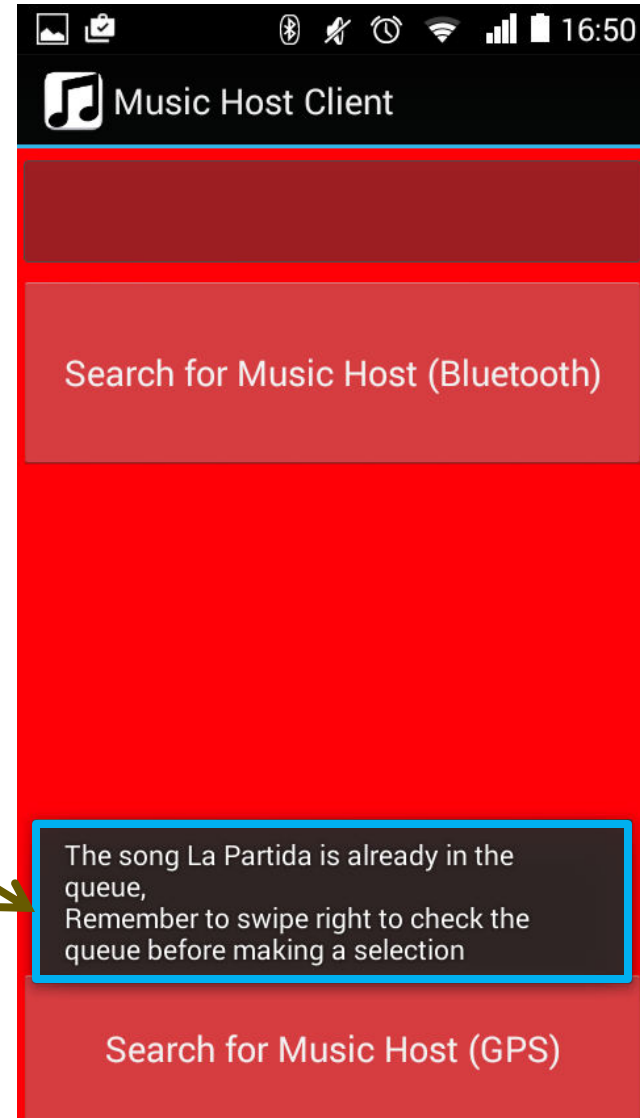 16:50
Music Host Client
Search for Music Host (Bluetooth)
The song La Partida is already in the
queue,
Remember to swipe right to check the
queue before making a selection
Search for Music Host (GPS)